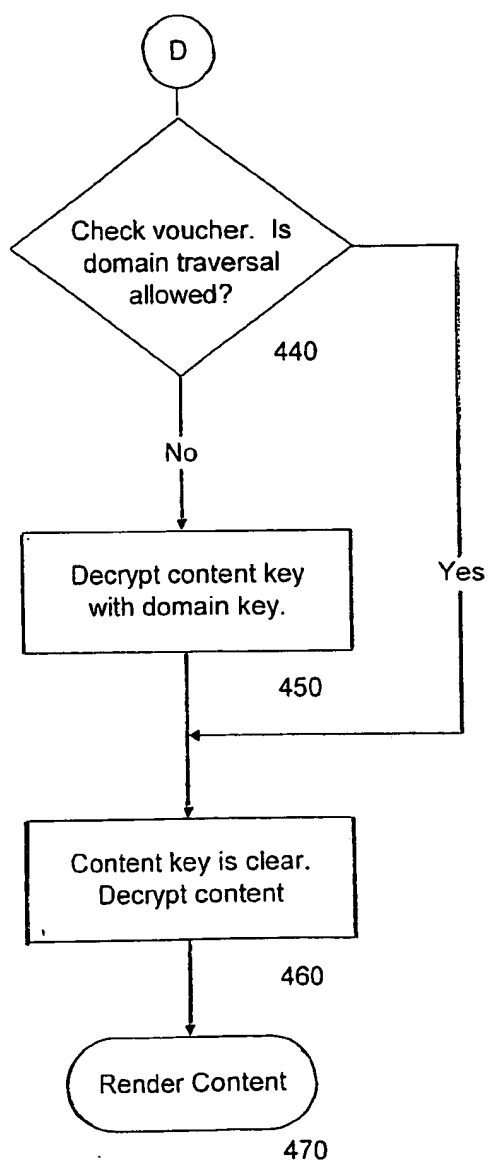 D
Check voucher. Is
domain traversal
allowed?
440
No
Decrypt content key
with domain key.
Yes
450
Content key is clear.
Decrypt content
460
Render Content
470